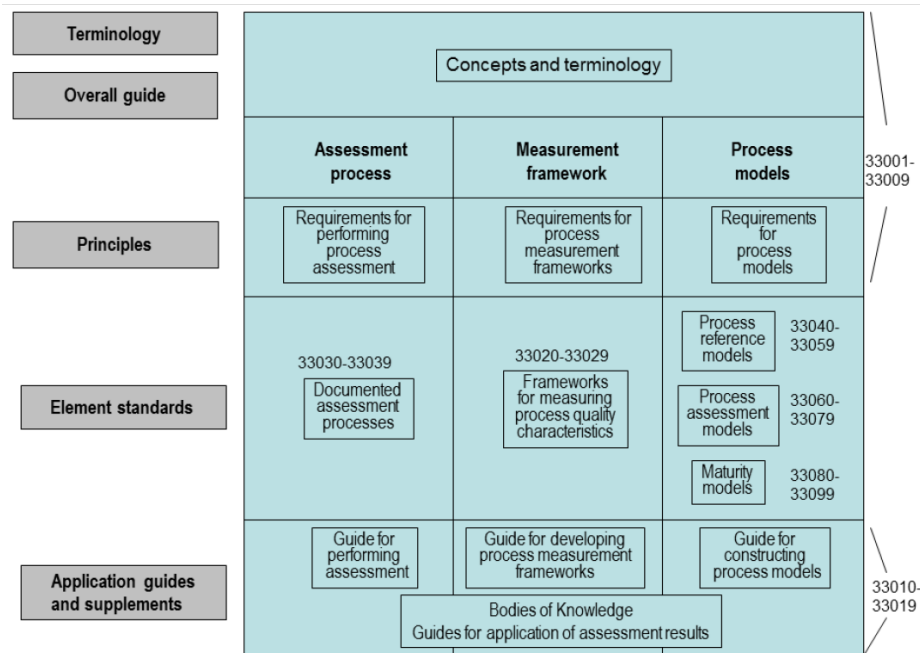 Terminology
Overall guide
Concepts and terminology
Assessment
process
Measurement
framework
Process
models
33001-
33009
Principles
Requirements for
performing
process
assessment
Requirements for
process
measurement
frameworks
Requirements
for
process models
Element standards
33030-33039
Documented
assessment
processes
33020-33029
Frameworks
for measuring
process quality
characteristics
Process
reference
models
33040-
33059
Process
assessment
models
33060-
33079
Maturity
models
33080-
33099
Application guides
and supplements
Guide for
performing
assessment
Guide for developing
process measurement
frameworks
Guide for
constructing
process models
33010-
33019
Bodies of Knowledge
Guides for application of assessment results